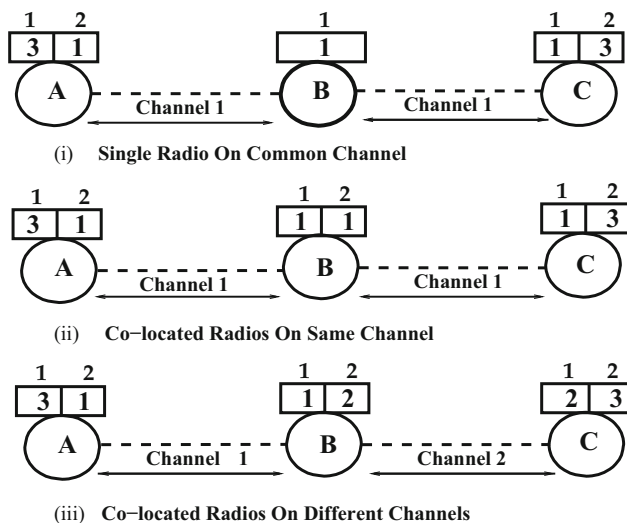 1 2 1 1 2
3 1 1 1 3
A B C
Channel 1 Channel 1
(i) Single Radio On Common Channel
1 2 1 2 1 2
3 1 1 1 1 3
A B C
Channel 1 Channel 1
(ii) Co−located Radios On Same Channel
1 2 1 2 1 2
3 1 1 2 2 3
A B C
Channel 1 Channel 2
(iii) Co−located Radios On Different Channels